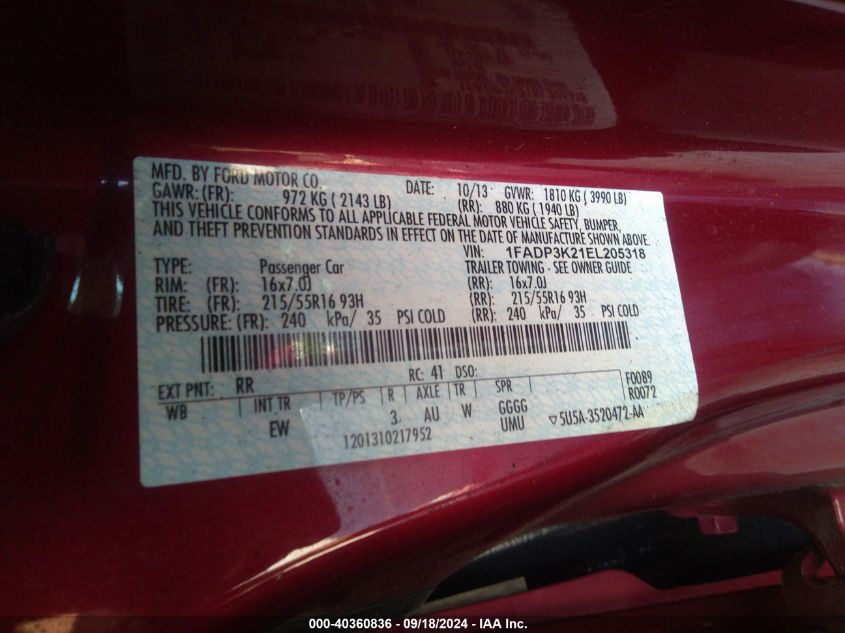 MFD. BY FORD MOTOR CO. DATE: 10/13 GVWR: 1810 KG ( 3990 LB)
GAWR: (FR): 972 KG ( 2143 LB) (RR): 880 KG ( 1940 LB)
THIS VEHICLE CONFORMS TO ALL APPLICABLE FEDERAL MOTOR VEHICLE SAFETY, BUMPER,
AND THEFT PREVENTION STANDARDS IN EFFECT ON THE DATE OF MANUFACTURE SHOWN ABOVE.
VIN: 1FADP3K21EL205318
TYPE: Passenger Car TRAILER TOWING - SEE OWNER GUIDE
RIM: (FR): 16x7.0J (RR): 16x7.0J
TIRE: (FR): 215/55R16 93H (RR): 215/55R16 93H
PRESSURE: (FR): 240 kPa/ 35 PSI COLD (RR): 240 kPa/ 35 PSI COLD
EXT PNT: RR RC: 41 DSO: F0089
WB INT TR TP/PS R AXLE TR SPR R0072
EW 3 AU W GGGG
UMU ▽5U5A-3520472-AA
1201310217952
000-40360836 - 09/18/2024 - IAA Inc.